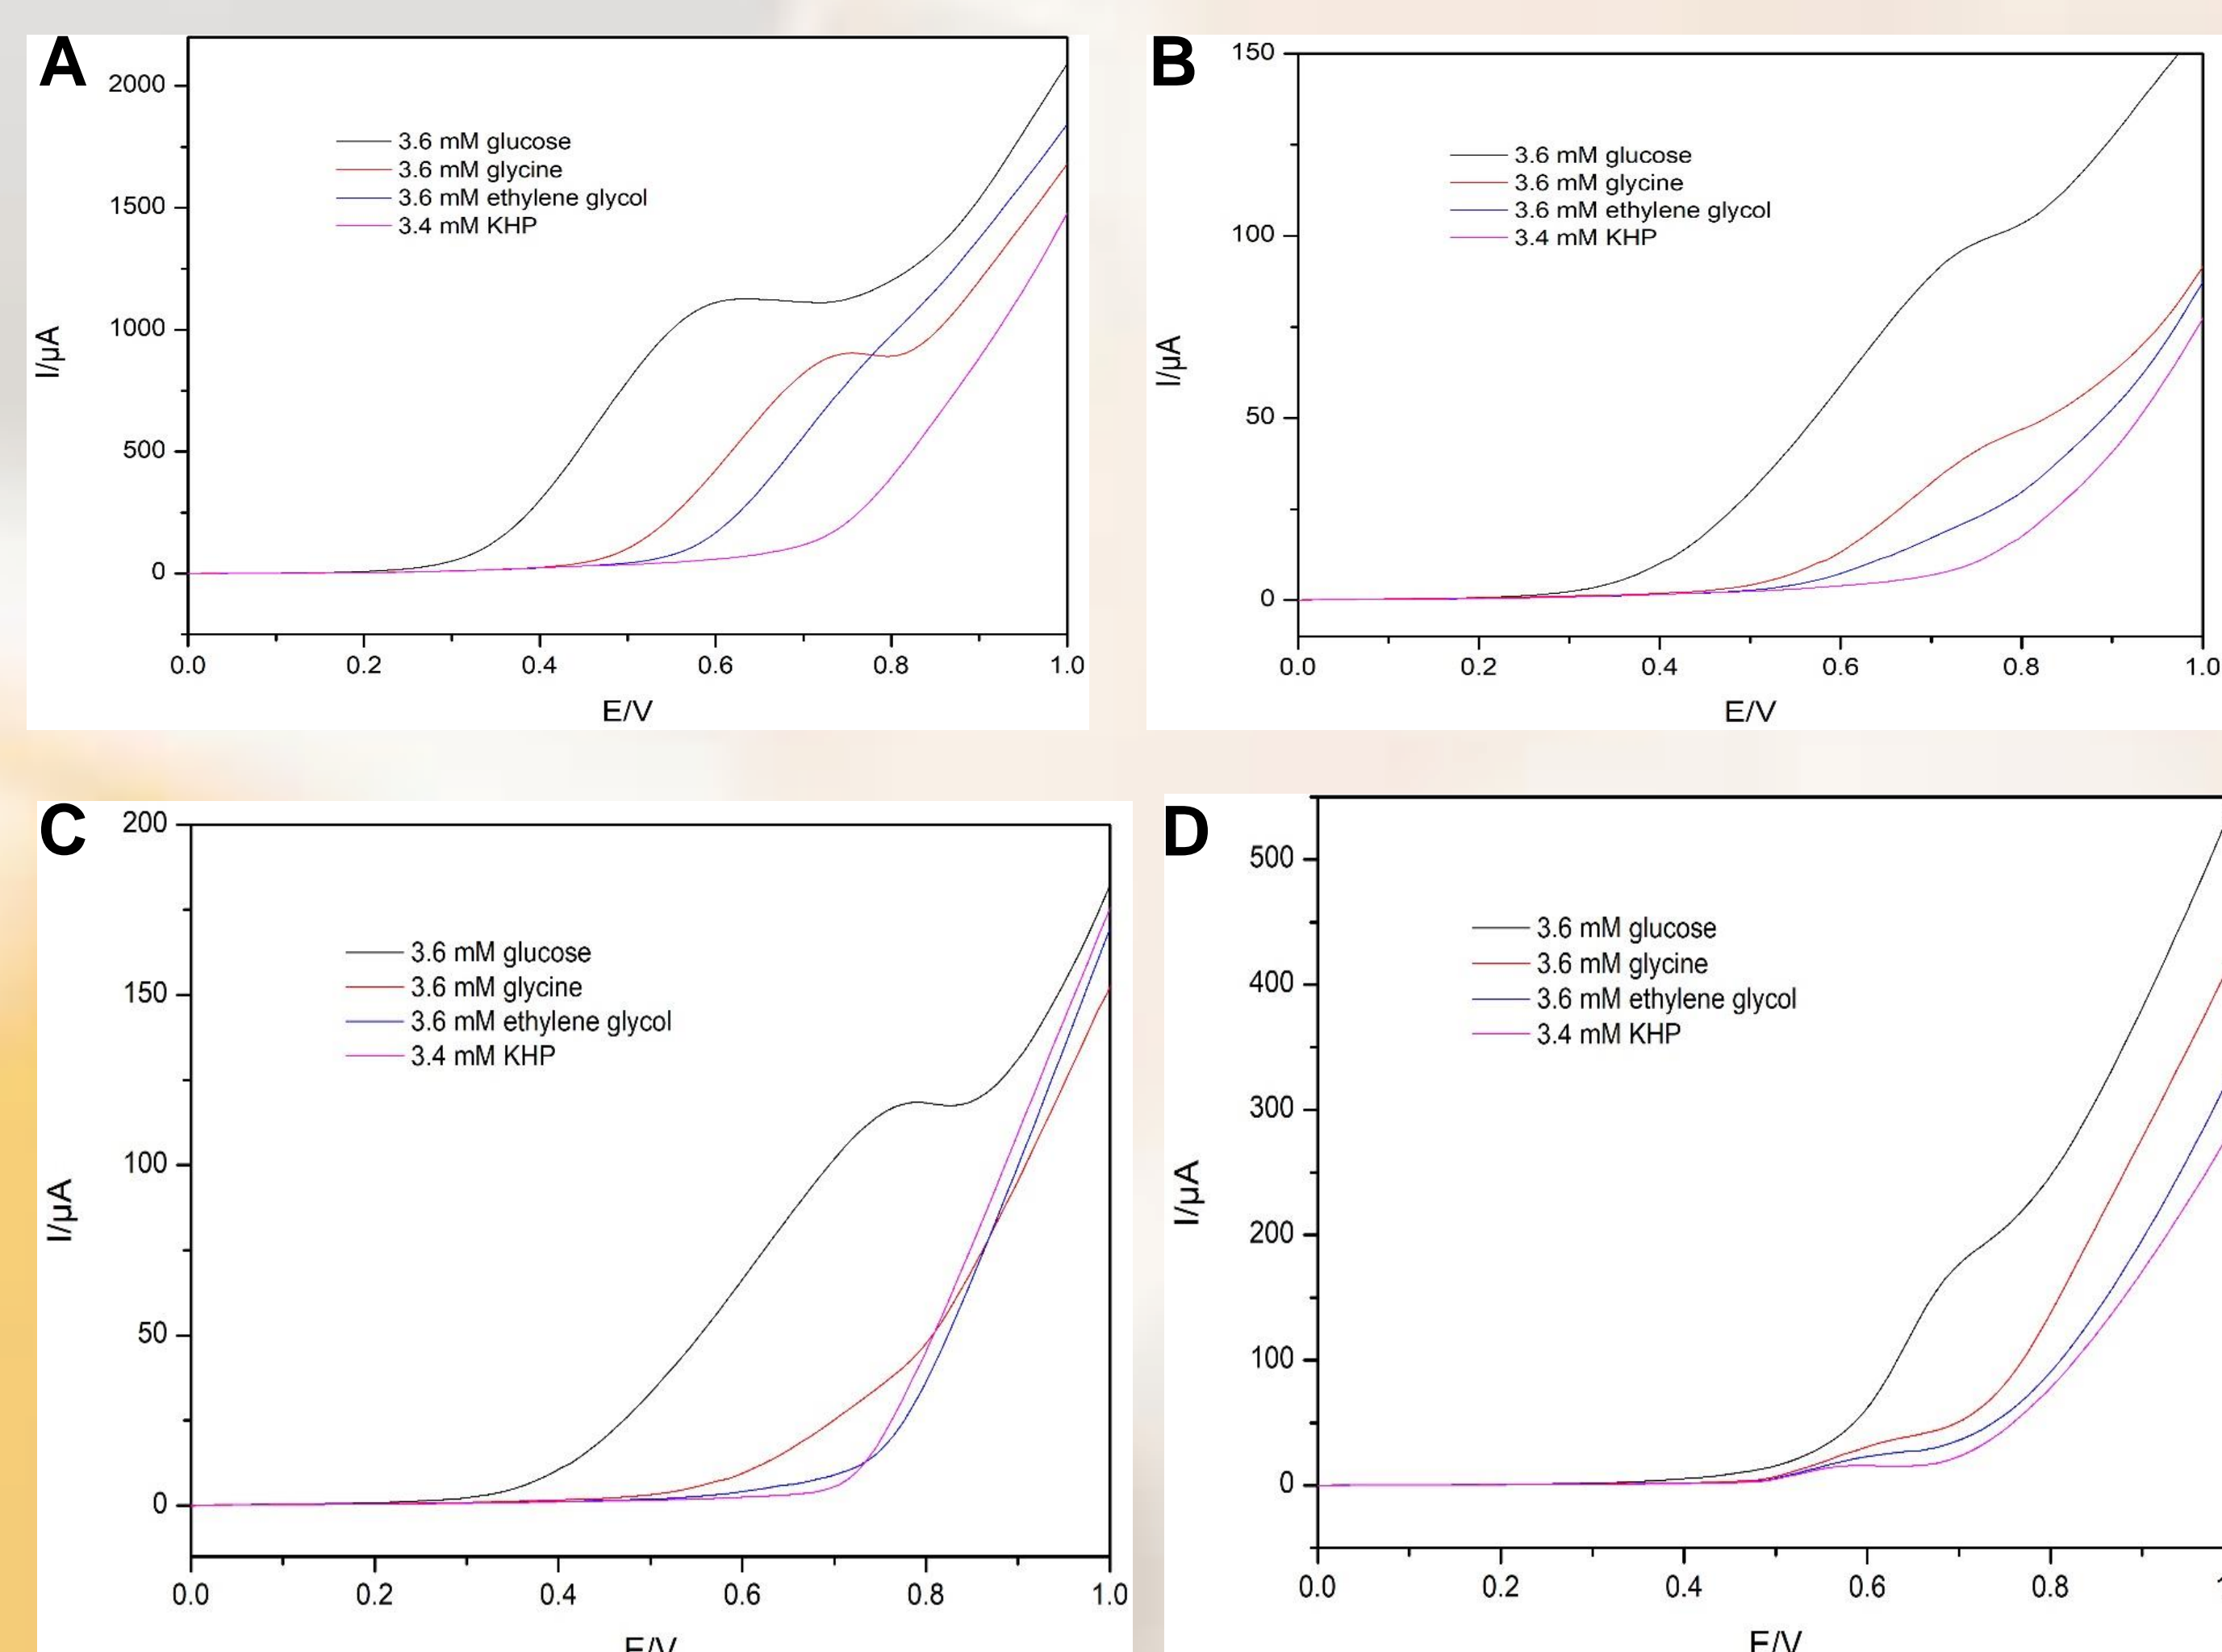 A
2000
1500
1000
500
0
I/µA
3.6 mM glucose
3.6 mM glycine
3.6 mM ethylene glycol
3.4 mM KHP
0.0 0.2 0.4 0.6 0.8 1.0
E/V
B
150
100
50
0
I/µA
3.6 mM glucose
3.6 mM glycine
3.6 mM ethylene glycol
3.4 mM KHP
0.0 0.2 0.4 0.6 0.8 1.0
E/V
C
200
150
100
50
0
I/µA
3.6 mM glucose
3.6 mM glycine
3.6 mM ethylene glycol
3.4 mM KHP
0.0 0.2 0.4 0.6 0.8 1.0
E/V
D
500
400
300
200
100
0
I/µA
3.6 mM glucose
3.6 mM glycine
3.6 mM ethylene glycol
3.4 mM KHP
0.0 0.2 0.4 0.6 0.8
E/V